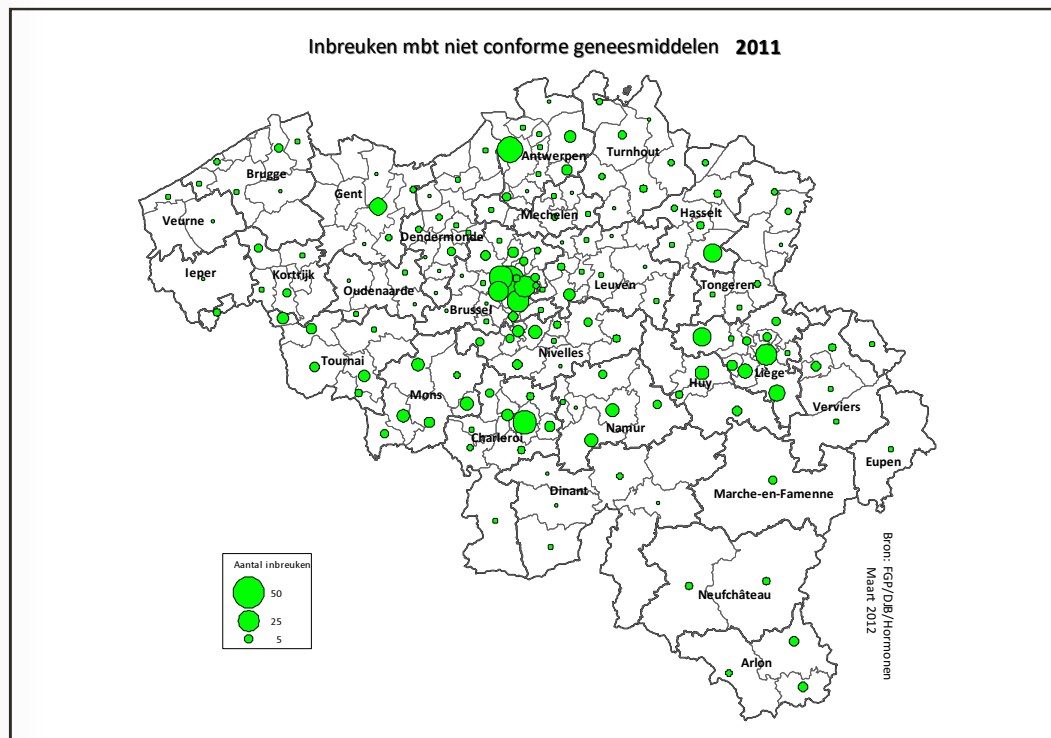 Inbreuken mbt niet conforme geneesmiddelen 2011
Antwerpen
Turnhout
Brugge
Gent
Veurne
Mechelen
Hasselt
Dendermonde
Ieper
Kortrijk
Oudenaarde
Leuven
Tongeren
Brussel
Nivelles
Tournai
Liège
Huy
Mons
Verviers
Namur
Charleroi
Eupen
Dinant
Marche-en-Famenne
Neufchâteau
Arlon
Aantal inbreuken
50
25
5
Bron: FGP/DJB/Hormonen
Maart 2012